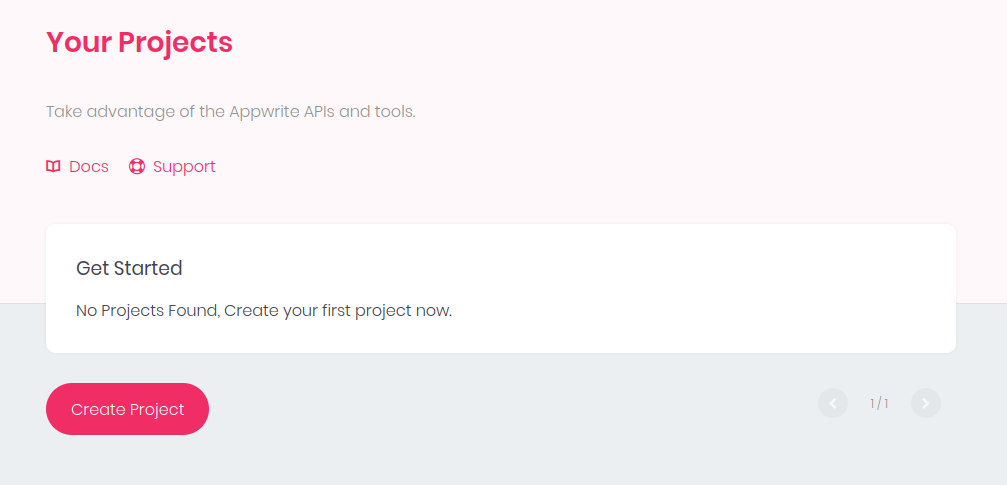 Your Projects
Take advantage of the Appwrite APIs and tools.
Docs Support
Get Started
No Projects Found, Create your first project now.
Create Project
1 / 1